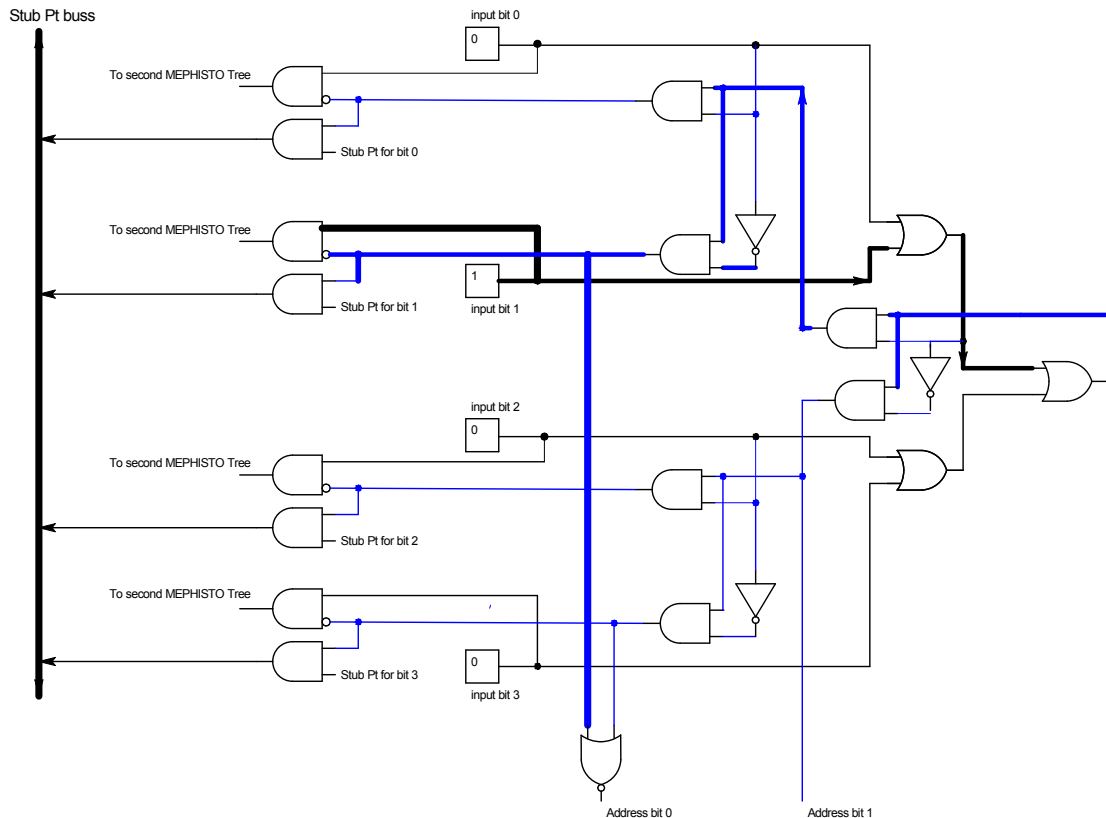 Stub Pt buss
input bit 0
0
To second MEPHISTO Tree
Stub Pt for bit 0
To second MEPHISTO Tree
1
input bit 1
Stub Pt for bit 1
input bit 2
0
To second MEPHISTO Tree
Stub Pt for bit 2
To second MEPHISTO Tree
0
input bit 3
Stub Pt for bit 3
Address bit 0
Address bit 1